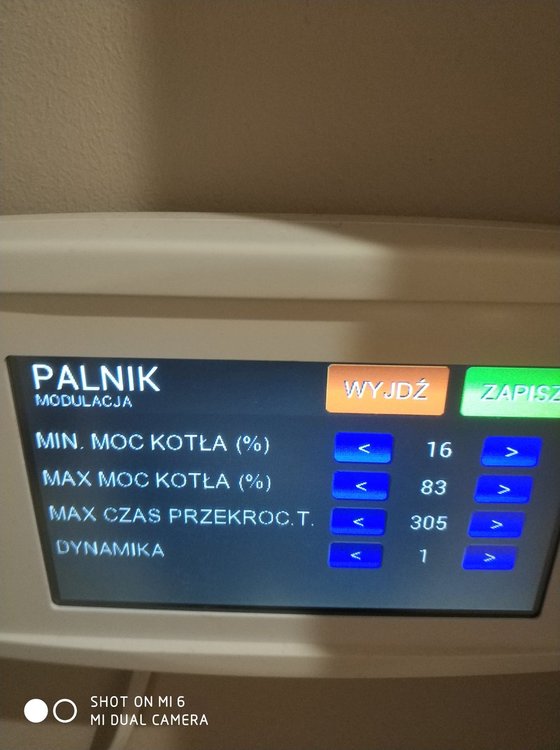 PALNIK
MODULACJA
WYJDŹ
ZAPISZ
MIN. MOC KOTŁA (%) < 16 >
MAX MOC KOTŁA (%) < 83 >
MAX CZAS PRZEKROC.T. < 305 >
DYNAMIKA < 1 >
SHOT ON MI 6
MI DUAL CAMERA